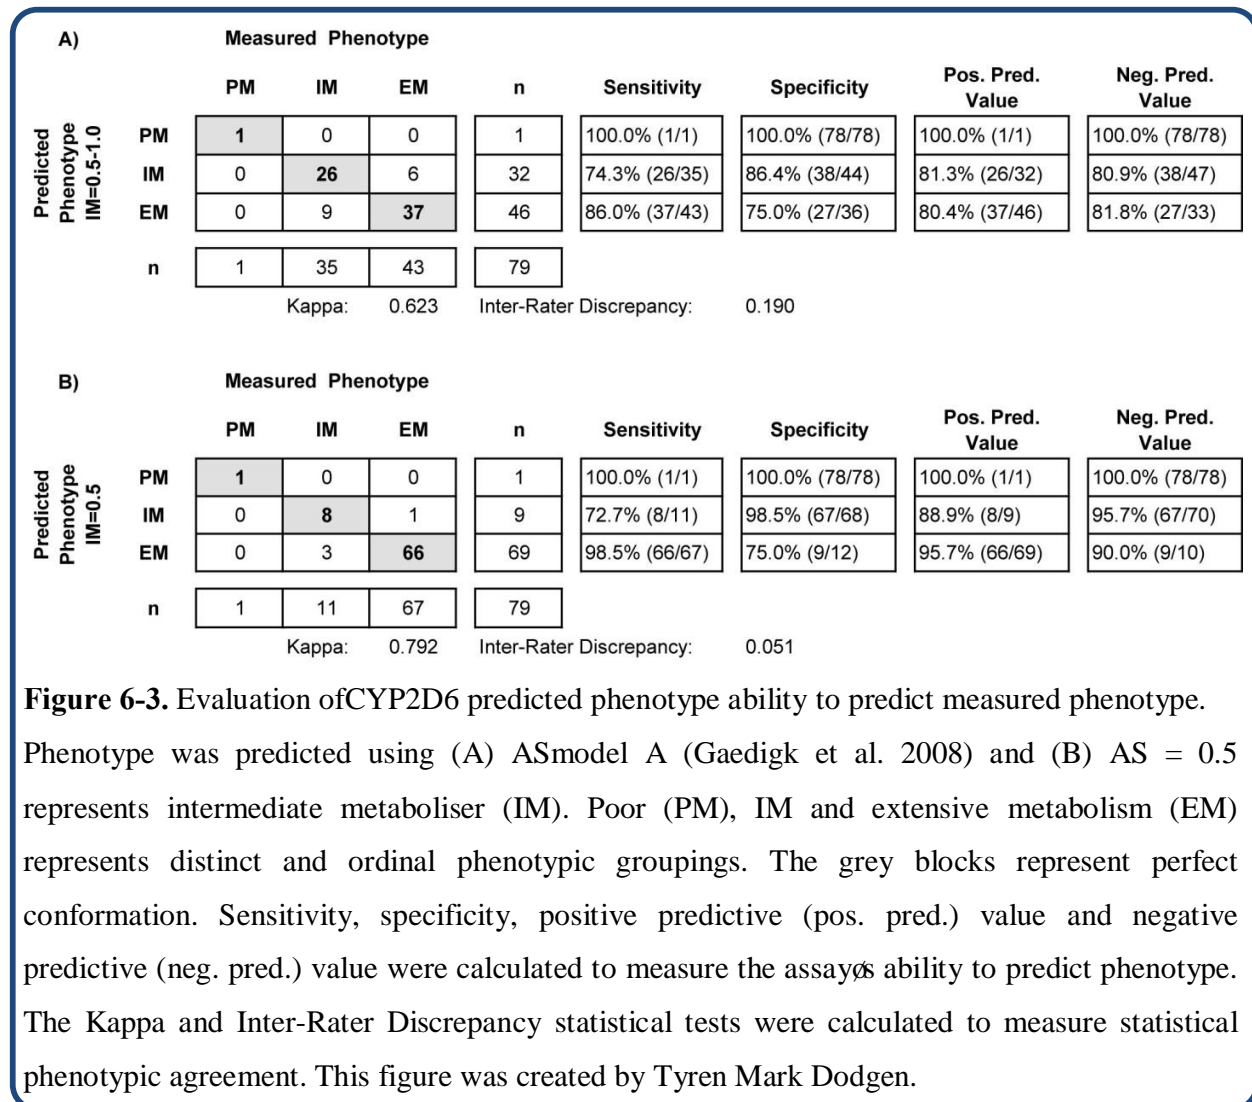 A) Measured Phenotype
PM IM EM n Sensitivity Specificity Pos. Pred. Value Neg. Pred. Value
Predicted Phenotype IM=0.5-1.0
PM 1 0 0 1 100.0% (1/1) 100.0% (78/78) 100.0% (1/1) 100.0% (78/78)
IM 0 26 6 32 74.3% (26/35) 86.4% (38/44) 81.3% (26/32) 80.9% (38/47)
EM 0 9 37 46 86.0% (37/43) 75.0% (27/36) 80.4% (37/46) 81.8% (27/33)
n 1 35 43 79
Kappa: 0.623 Inter-Rater Discrepancy: 0.190
B) Measured Phenotype
PM IM EM n Sensitivity Specificity Pos. Pred. Value Neg. Pred. Value
Predicted Phenotype IM=0.5
PM 1 0 0 1 100.0% (1/1) 100.0% (78/78) 100.0% (1/1) 100.0% (78/78)
IM 0 8 1 9 72.7% (8/11) 98.5% (67/68) 88.9% (8/9) 95.7% (67/70)
EM 0 3 66 69 98.5% (66/67) 75.0% (9/12) 95.7% (66/69) 90.0% (9/10)
n 1 11 67 79
Kappa: 0.792 Inter-Rater Discrepancy: 0.051
Figure 6-3. Evaluation ofCYP2D6 predicted phenotype ability to predict measured phenotype.
Phenotype was predicted using (A) ASmodel A (Gaedigk et al. 2008) and (B) AS = 0.5
represents intermediate metaboliser (IM). Poor (PM), IM and extensive metabolism (EM)
represents distinct and ordinal phenotypic groupings. The grey blocks represent perfect
conformation. Sensitivity, specificity, positive predictive (pos. pred.) value and negative
predictive (neg. pred.) value were calculated to measure the assayøs ability to predict phenotype.
The Kappa and Inter-Rater Discrepancy statistical tests were calculated to measure statistical
phenotypic agreement. This figure was created by Tyren Mark Dodgen.